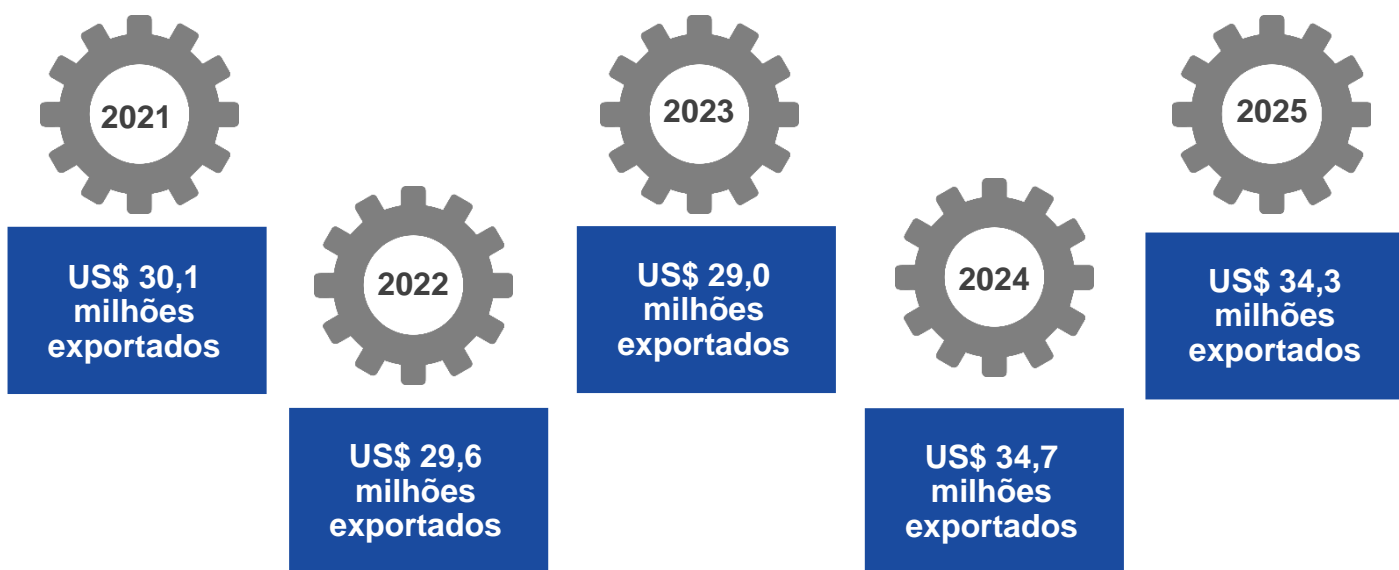 2021
US$ 30,1
milhões
exportados
2022
US$ 29,6
milhões
exportados
2023
US$ 29,0
milhões
exportados
2024
US$ 34,7
milhões
exportados
2025
US$ 34,3
milhões
exportados